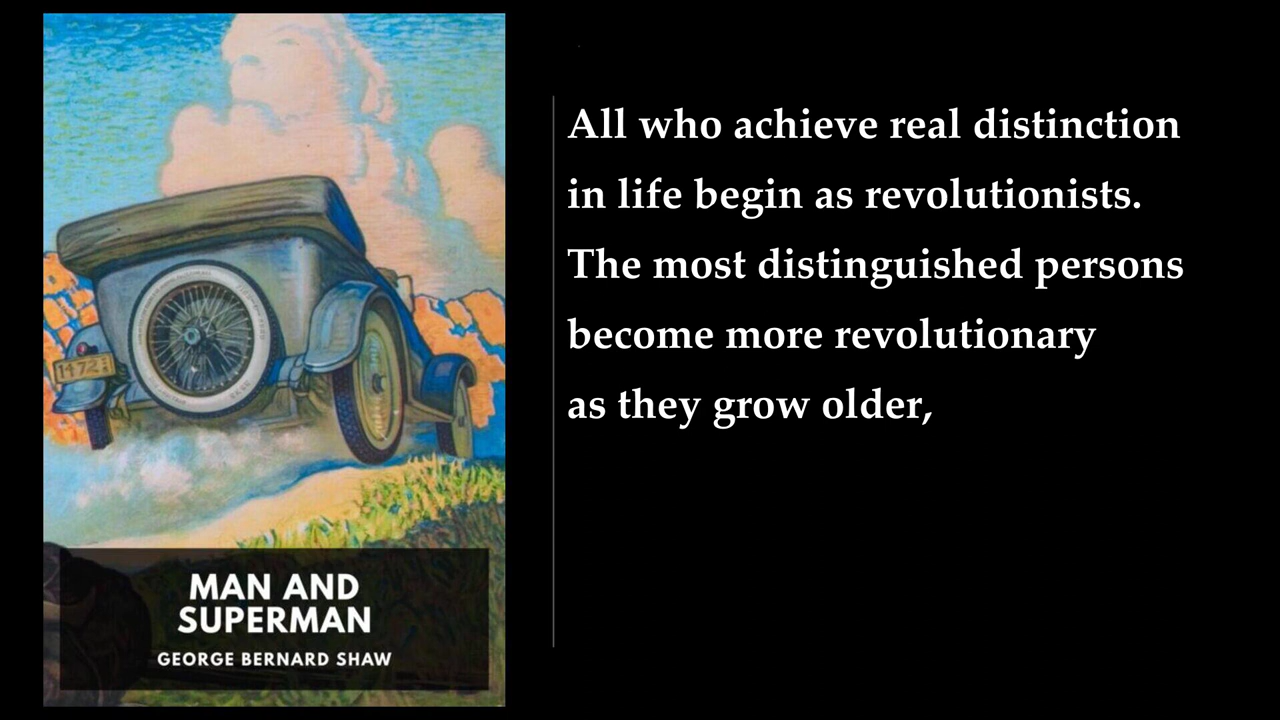 1472
MAN AND
SUPERMAN
GEORGE BERNARD SHAW
All who achieve real distinction
in life begin as revolutionists.
The most distinguished persons
become more revolutionary
as they grow older,